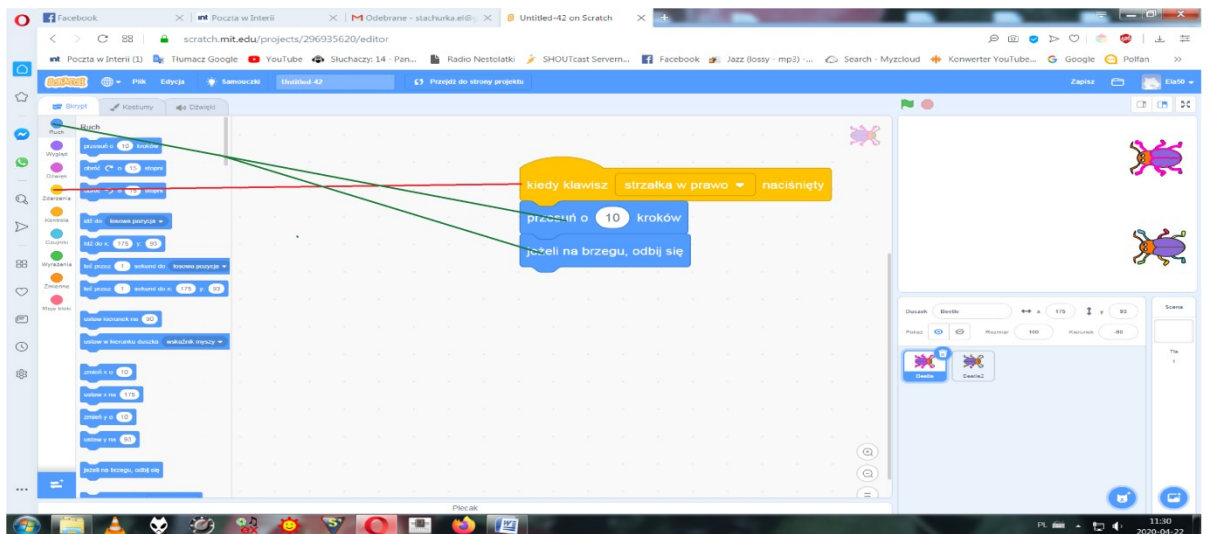 Facebook
Poczta w Interii
Odebrane - stachurka.el@
Untitled-42 on Scratch
scratch.mit.edu/projects/296935620/editor
Poczta w Interii (1)
Tłumacz Google
YouTube
Słuchaczy: 14 - Pan...
Radio Nestolatki
SHOUTcast Servern...
Facebook
Jazz (lossy - mp3) -...
Search - Myzcloud
Konwerter YouTube...
Google
Polfan
Plik
Edycja
Samouczki
Untitled-42
Przejdź do strony projektu
Zapisz
Ela50
Skrypt
Kostiumy
Dźwięki
Ruch
Wygląd
Dźwięk
Zdarzenia
Kontrola
Czujniki
Wyrażenia
Zmienne
Moje bloki
Ruch
przesuń o 10 kroków
obróć o 15 stopni
obróć o 15 stopni
idź do losowa pozycja
idź do x: 175 y: 93
leć przez 1 sekund do losowa pozycja
leć przez 1 sekund do x: 175 y: 93
ustaw kierunek na 90
ustaw w kierunku duszka wskaźnik myszy
zmień x o 10
ustaw x na 175
zmień y o 10
ustaw y na 93
jeżeli na brzegu, odbij się
kiedy klawisz strzałka w prawo naciśnięty
przesuń o 10 kroków
jeżeli na brzegu, odbij się
Duszek
Beetle
x 175
y 93
Pokaż
Rozmiar 100
Kierunek -90
Beetle
Beetle2
Scena
Tła
1
Plecak
PL
11:30
2020-04-22